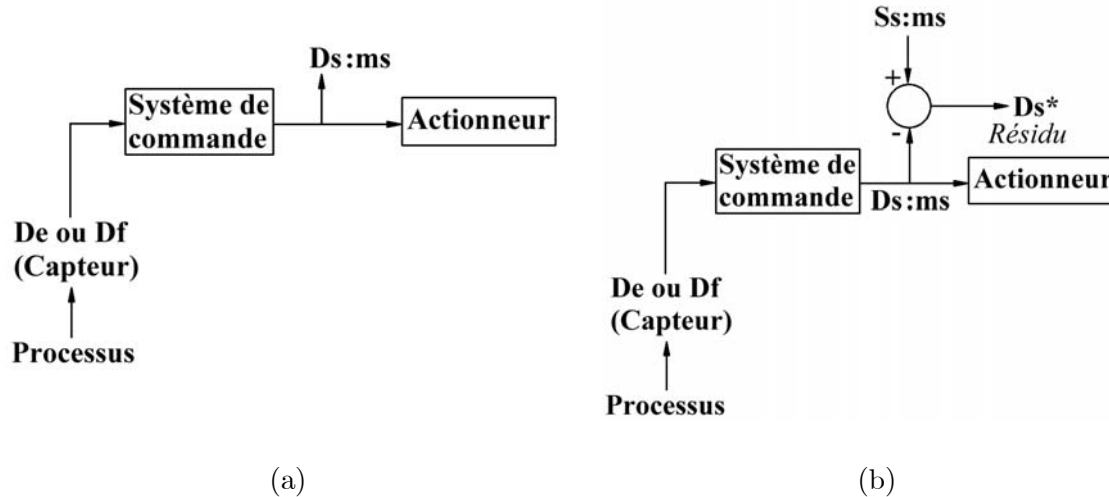 Ds:ms
Système de
commande
Actionneur
De ou Df
(Capteur)
Processus
(a)
Ss:ms
+
Ds*
Résidu
-
Système de
commande
Ds:ms
Actionneur
De ou Df
(Capteur)
Processus
(b)